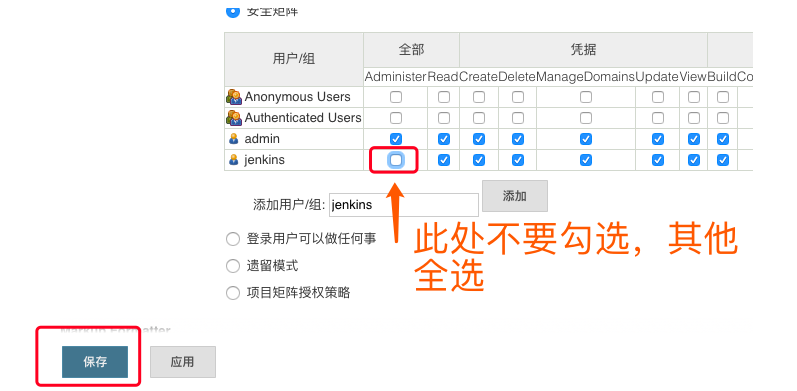 安全矩阵
用户/组
全部
凭据
Administer Read Create Delete ManageDomains Update View Build Co
Anonymous Users
Authenticated Users
admin
jenkins
添加用户/组: jenkins 添加
登录用户可以做任何事
遗留模式
项目矩阵授权策略
此处不要勾选，其他
全选
Markup Formatter
保存 应用